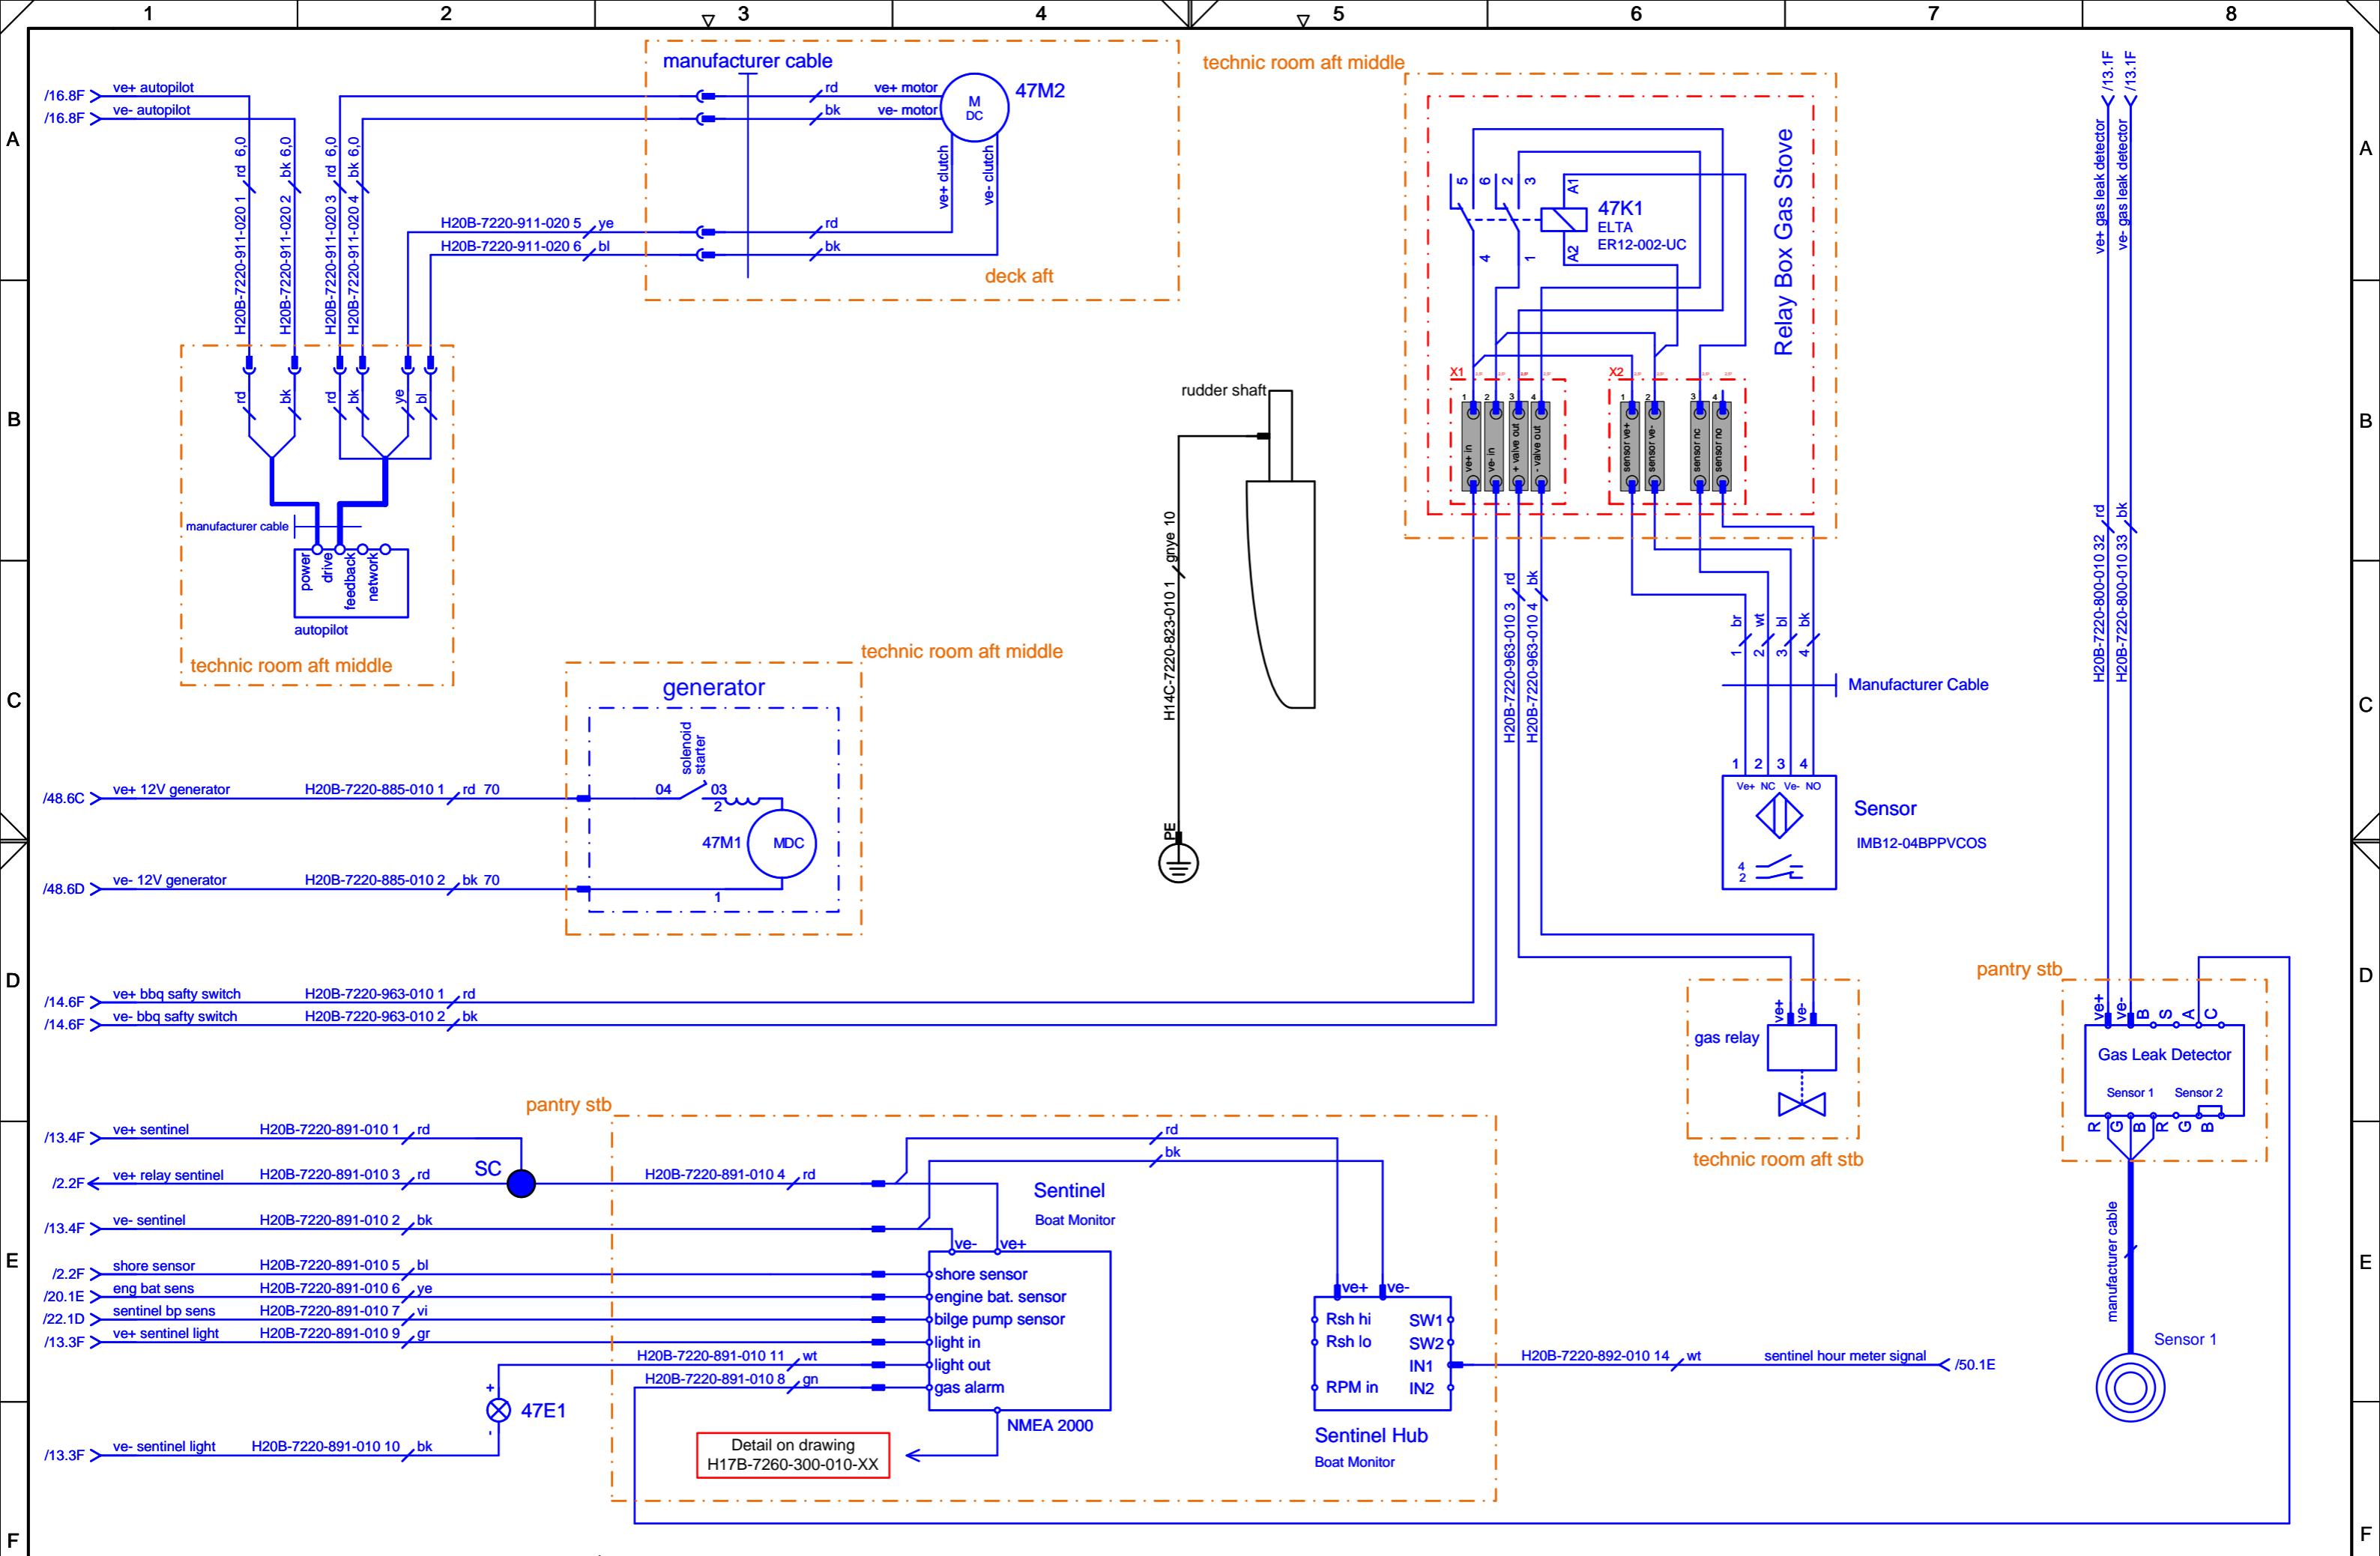 1 2 3 4 5 6 7 8
A
B
C
D
E
F
A
B
C
D
E
F
/16.8F ve+ autopilot
/16.8F ve- autopilot
H20B-7220-911-020 1 rd 6,0
H20B-7220-911-020 2 bk 6,0
H20B-7220-911-020 3 rd 6,0
H20B-7220-911-020 4 bk 6,0
H20B-7220-911-020 5 ye
H20B-7220-911-020 6 bl
manufacturer cable
rd ve+ motor
bk ve- motor
M
DC
47M2
ve+ clutch
ve- clutch
rd
bk
deck aft
rd
bk
rd
bk
ye
bl
manufacturer cable
power
drive
feedback
network
autopilot
technic room aft middle
technic room aft middle
generator
solenoid
starter
04 03
2
47M1 MDC
1
/48.6C ve+ 12V generator H20B-7220-885-010 1 rd 70
/48.6D ve- 12V generator H20B-7220-885-010 2 bk 70
rudder shaft
H14C-7220-823-010 1 gnye 10
PE
technic room aft middle
Relay Box Gas Stove
5 6 2 3
4 1
A1
A2
47K1
ELTA
ER12-002-UC
X1
1 2 3 4
ve+ in
ve- in
+ valve out
- valve out
X2
1 2 3 4
sensor ve+
sensor ve-
sensor nc
sensor no
H20B-7220-963-010 3 rd
H20B-7220-963-010 4 bk
1 br
2 wt
3 bl
4 bk
Manufacturer Cable
1 2 3 4
Ve+ NC Ve- NO
Sensor
IMB12-04BPPVCOS
4
2
/14.6F ve+ bbq safty switch H20B-7220-963-010 1 rd
/14.6F ve- bbq safty switch H20B-7220-963-010 2 bk
ve+
ve-
gas relay
technic room aft stb
/13.1F
/13.1F
ve+ gas leak detector
ve- gas leak detector
H20B-7220-800-010 32 rd
H20B-7220-800-010 33 bk
pantry stb
ve+ ve- B S A C
Gas Leak Detector
Sensor 1 Sensor 2
R G B R G B
manufacturer cable
Sensor 1
pantry stb
/13.4F ve+ sentinel H20B-7220-891-010 1 rd
SC
/2.2F ve+ relay sentinel H20B-7220-891-010 3 rd
H20B-7220-891-010 4 rd
/13.4F ve- sentinel H20B-7220-891-010 2 bk
/2.2F shore sensor H20B-7220-891-010 5 bl
/20.1E eng bat sens H20B-7220-891-010 6 ye
/22.1D sentinel bp sens H20B-7220-891-010 7 vi
/13.3F ve+ sentinel light H20B-7220-891-010 9 gr
H20B-7220-891-010 11 wt
H20B-7220-891-010 8 gn
+
-
47E1
/13.3F ve- sentinel light H20B-7220-891-010 10 bk
rd
bk
Sentinel
Boat Monitor
ve- ve+
shore sensor
engine bat. sensor
bilge pump sensor
light in
light out
gas alarm
NMEA 2000
Detail on drawing
H17B-7260-300-010-XX
ve+ ve-
Rsh hi SW1
Rsh lo SW2
IN1
RPM in IN2
Sentinel Hub
Boat Monitor
H20B-7220-892-010 14 wt sentinel hour meter signal /50.1E